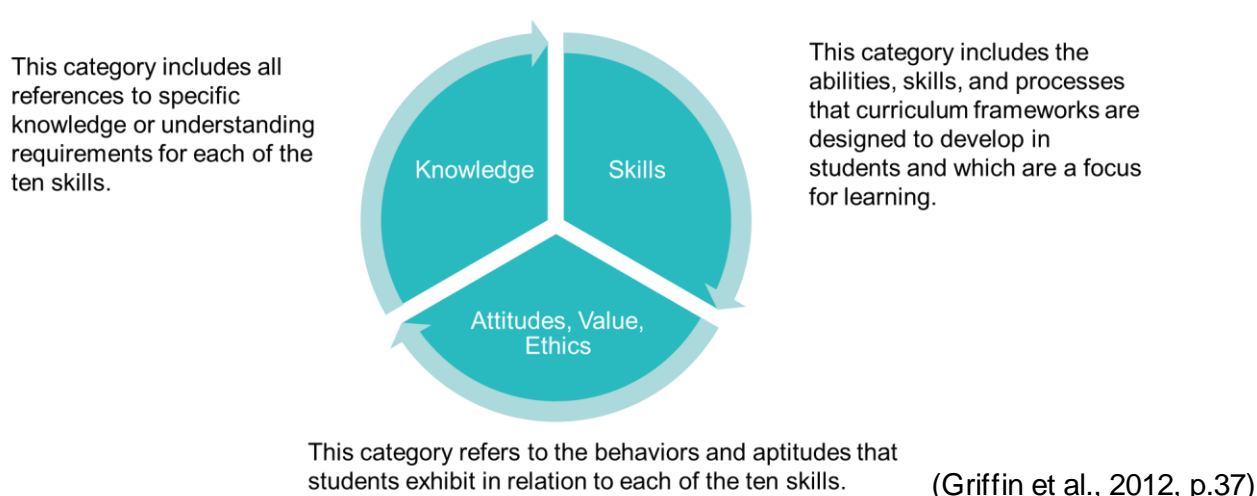 This category includes all
references to specific
knowledge or understanding
requirements for each of the
ten skills.
Knowledge
Skills
This category includes the
abilities, skills, and processes
that curriculum frameworks are
designed to develop in
students and which are a focus
for learning.
Attitudes, Value,
Ethics
This category refers to the behaviors and aptitudes that
students exhibit in relation to each of the ten skills.
(Griffin et al., 2012, p.37)